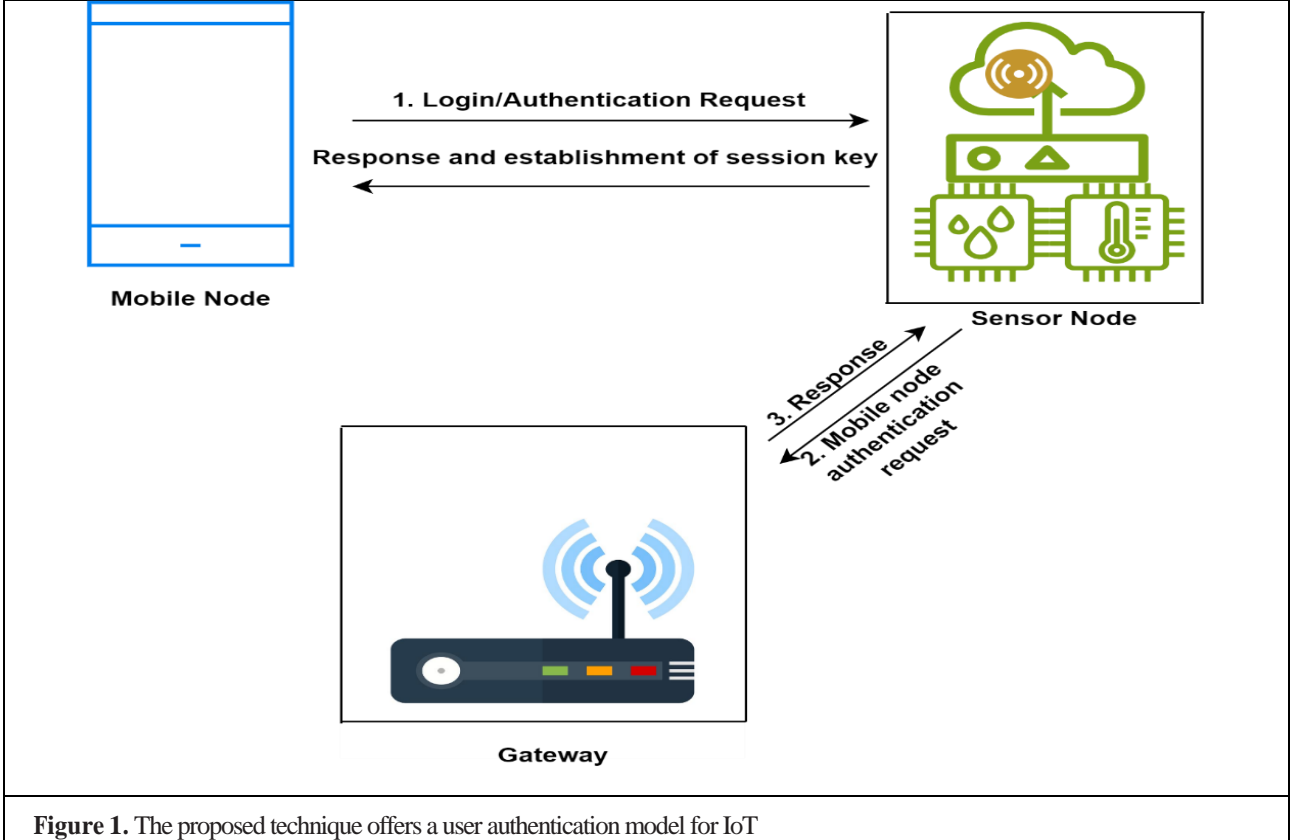 1. Login/Authentication Request
Response and establishment of session key
Mobile Node
Sensor Node
3. Response
2. Mobile node
authentication
request
Gateway
Figure 1. The proposed technique offers a user authentication model for IoT